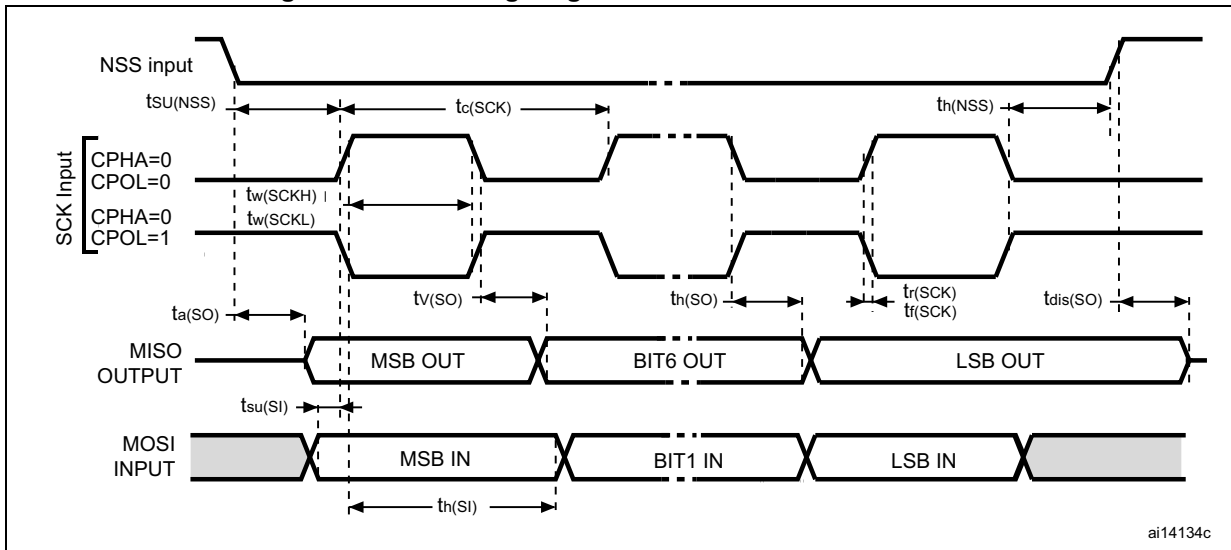 NSS input
tSU(NSS)
tc(SCK)
th(NSS)
SCK Input
CPHA=0
CPOL=0
tw(SCKH)
CPHA=0
CPOL=1
tw(SCKL)
ta(SO)
tV(SO)
th(SO)
tr(SCK)
tf(SCK)
tdis(SO)
MISO
OUTPUT
MSB OUT
BIT6 OUT
LSB OUT
tsu(SI)
MOSI
INPUT
MSB IN
BIT1 IN
LSB IN
th(SI)
ai14134c